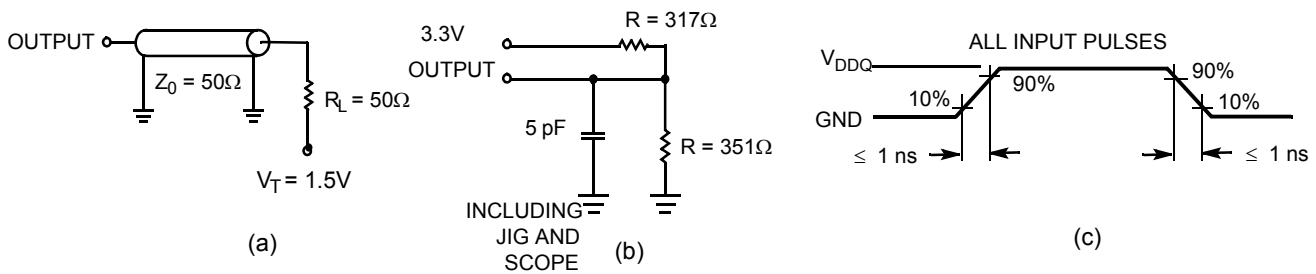 OUTPUT
Z0 = 50Ω
RL = 50Ω
VT = 1.5V
(a)
3.3V
OUTPUT
R = 317Ω
5 pF
R = 351Ω
INCLUDING
JIG AND
SCOPE
(b)
ALL INPUT PULSES
VDDQ
GND
10%
90%
90%
10%
≤ 1 ns
≤ 1 ns
(c)